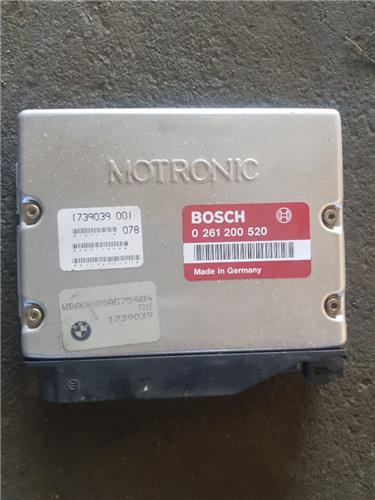 MOTRONIC
1739039 001
078
BOSCH
0 261 200 520
Made in Germany
1739039